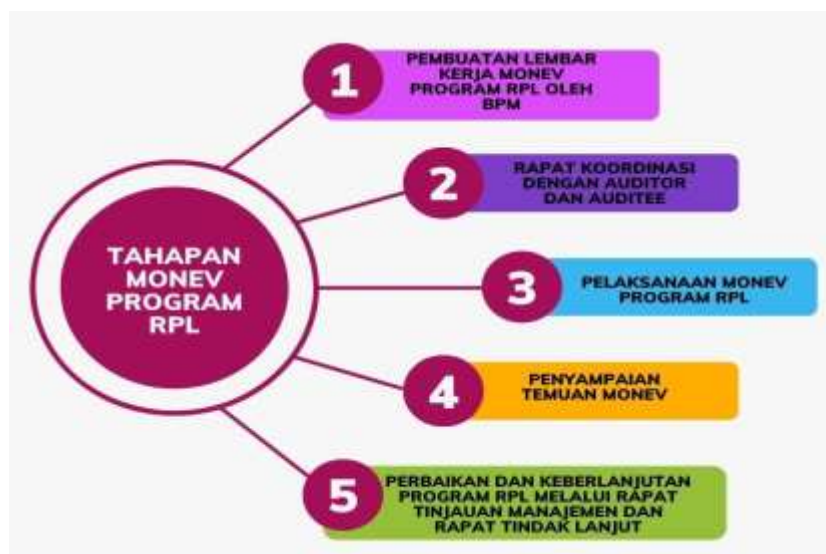 TAHAPAN
MONEV
PROGRAM
RPL
1
PEMBUATAN LEMBAR
KERJA MONEV
PROGRAM RPL OLEH
BPM
2
RAPAT KOORDINASI
DENGAN AUDITOR
DAN AUDITEE
3
PELAKSANAAN MONEV
PROGRAM RPL
4
PENYAMPAIAN
TEMUAN MONEV
5
PERBAIKAN DAN KEBERLANJUTAN
PROGRAM RPL MELALUI RAPAT
TINJAUAN MANAJEMEN DAN
RAPAT TINDAK LANJUT